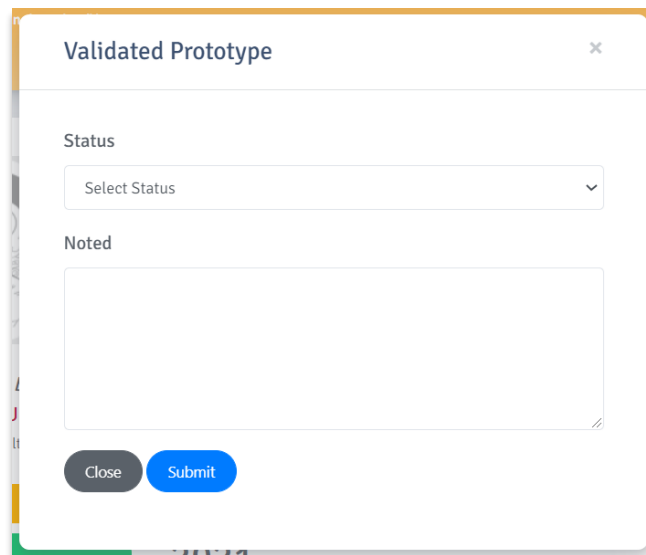 Validated Prototype
×
Status
Select Status
Noted
Close
Submit